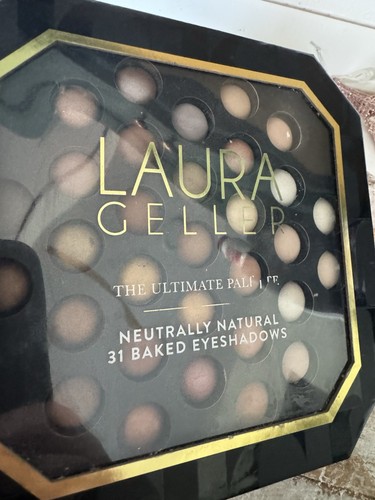 LAURA
GELLER
THE ULTIMATE PALETTE
NEUTRALLY NATURAL
31 BAKED EYESHADOWS